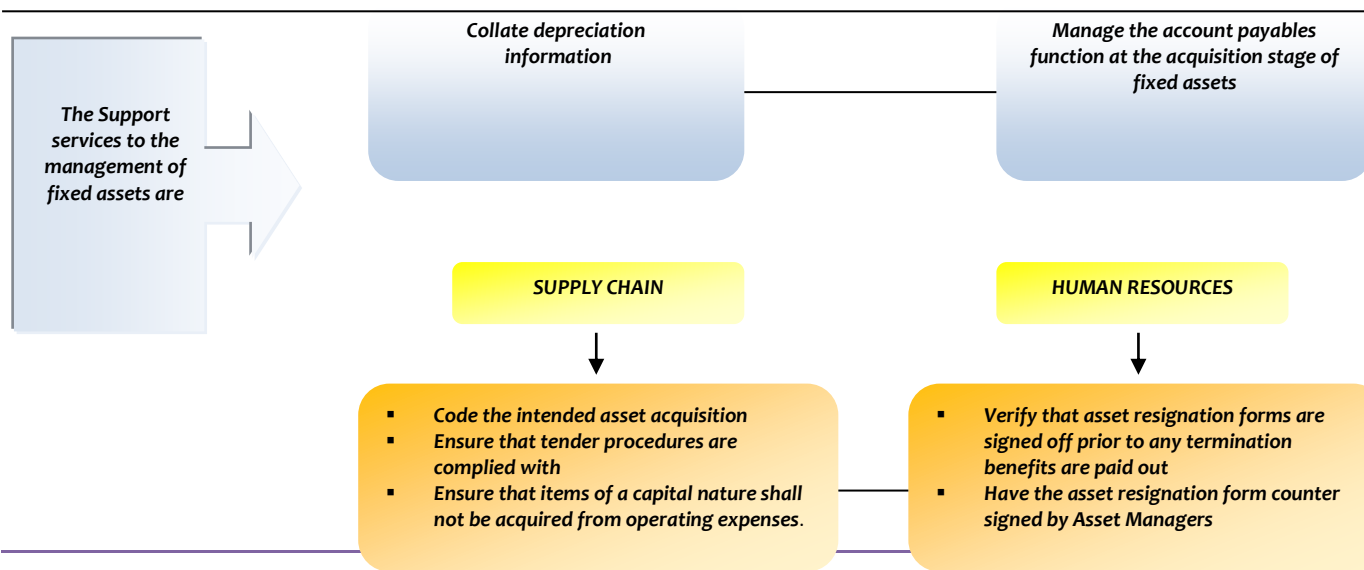 Collate depreciation
information
Manage the account payables
function at the acquisition stage of
fixed assets
The Support
services to the
management of
fixed assets are
SUPPLY CHAIN
HUMAN RESOURCES
▪ Code the intended asset acquisition
▪ Ensure that tender procedures are
complied with
▪ Ensure that items of a capital nature shall
not be acquired from operating expenses.
▪ Verify that asset resignation forms are
signed off prior to any termination
benefits are paid out
▪ Have the asset resignation form counter
signed by Asset Managers